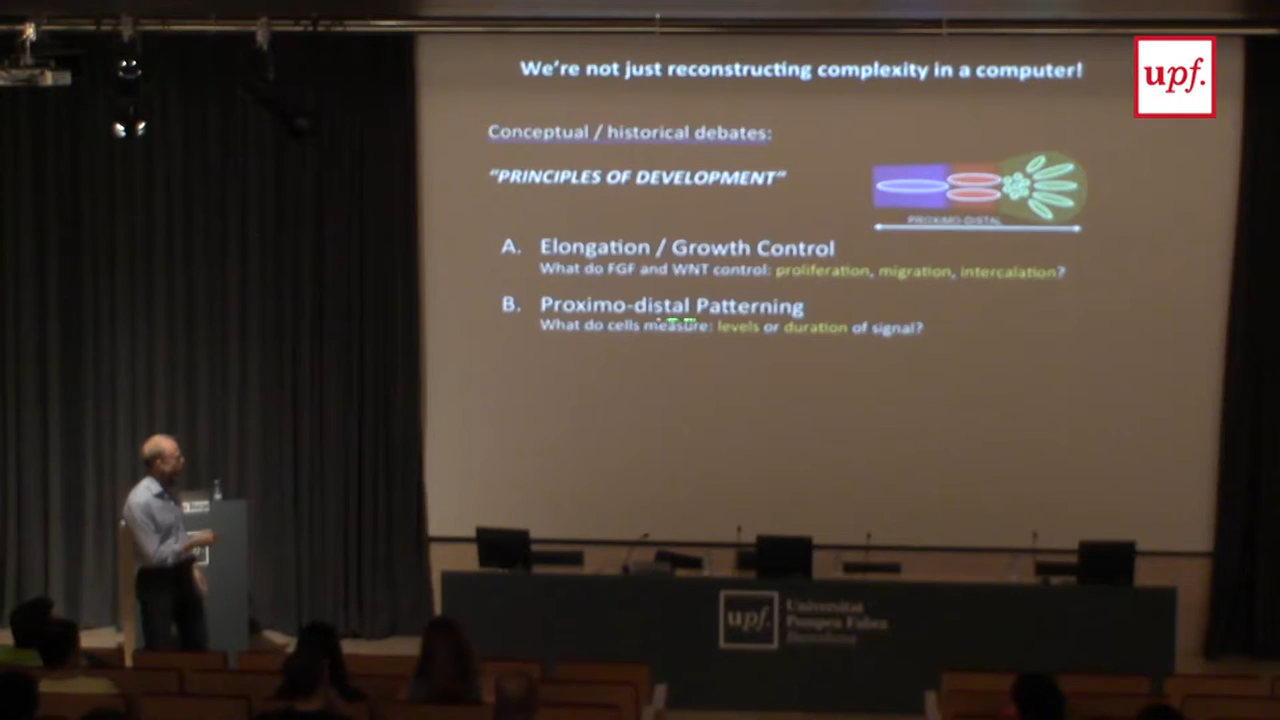 We're not just reconstructing complexity in a computer!
upf.
Conceptual / historical debates:
"PRINCIPLES OF DEVELOPMENT"
PROXIMO-DISTAL
A. Elongation / Growth Control
What do FGF and WNT control: proliferation, migration, intercalation?
B. Proximo-distal Patterning
What do cells measure: levels or duration of signal?
upf.
Universitat
Pompeu Fabra
Barcelona